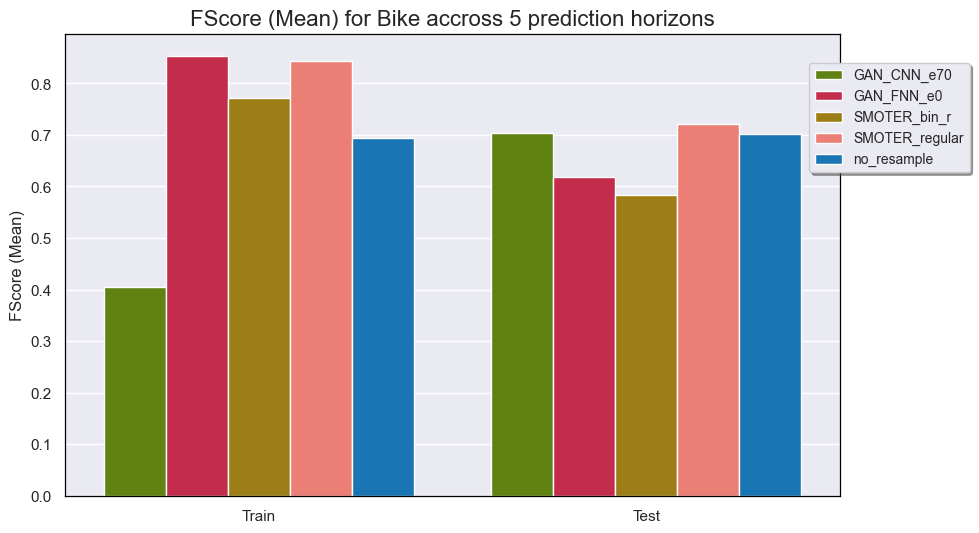 FScore (Mean) for Bike accross 5 prediction horizons
FScore (Mean)
0.8
0.7
0.6
0.5
0.4
0.3
0.2
0.1
0.0
Train
Test
GAN_CNN_e70
GAN_FNN_e0
SMOTER_bin_r
SMOTER_regular
no_resample